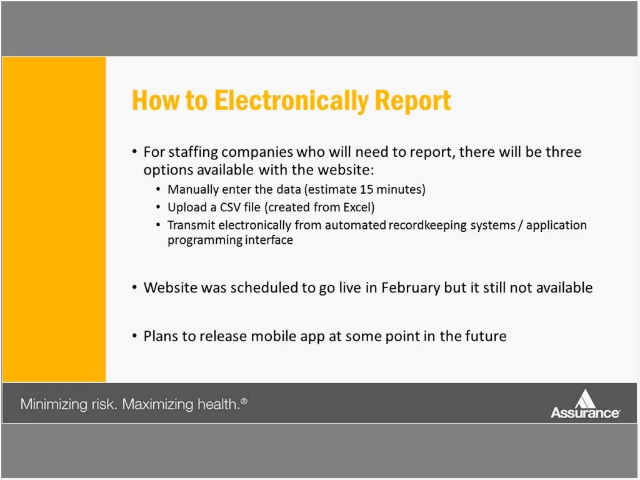 How to Electronically Report
• For staffing companies who will need to report, there will be three
options available with the website:
• Manually enter the data (estimate 15 minutes)
• Upload a CSV file (created from Excel)
• Transmit electronically from automated recordkeeping systems / application
programming interface
• Website was scheduled to go live in February but it still not available
• Plans to release mobile app at some point in the future
Minimizing risk. Maximizing health.®
Assurance